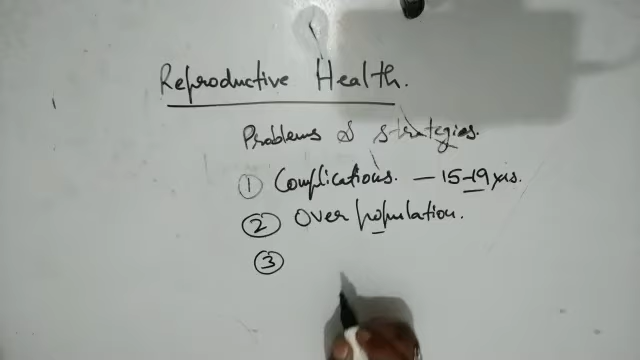 Reproductive Health.
Problems & strategies.
① Complications. — 15-19 yrs.
② Over population.
③